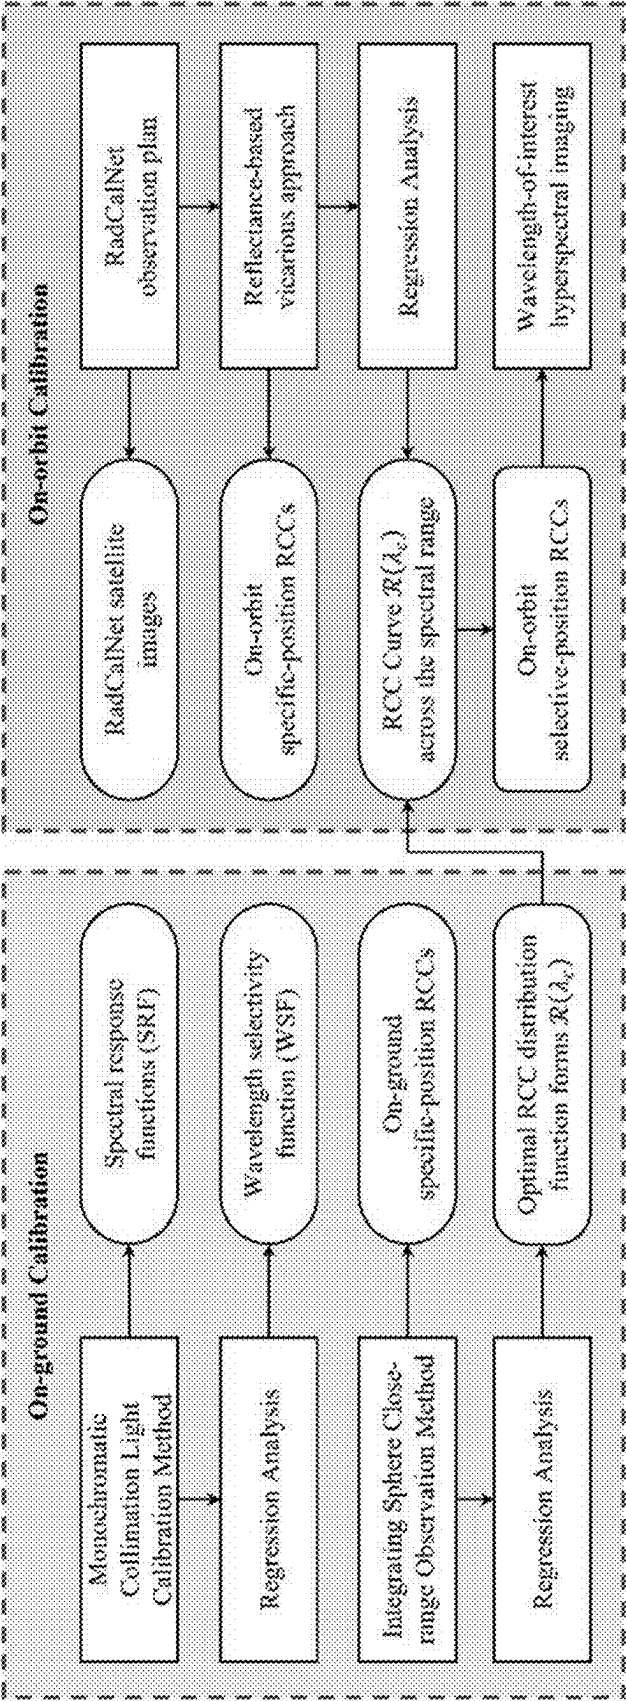 On-ground Calibration
Monochromatic
Collimation Light
Calibration Method
Spectral response
functions (SRF)
Regression Analysis
Wavelength selectivity
function (WSF)
Integrating Sphere Close-
range Observation Method
On-ground
specific-position RCCs
Regression Analysis
Optimal RCC distribution
function forms ℛ(λ_c)
On-orbit Calibration
RadCalNet satellite
images
RadCalNet
observation plan
On-orbit
specific-position RCCs
Reflectance-based
vicarious approach
RCC Curve ℛ(λ_c)
across the spectral range
Regression Analysis
On-orbit
selective-position RCCs
Wavelength-of-interest
hyperspectral imaging